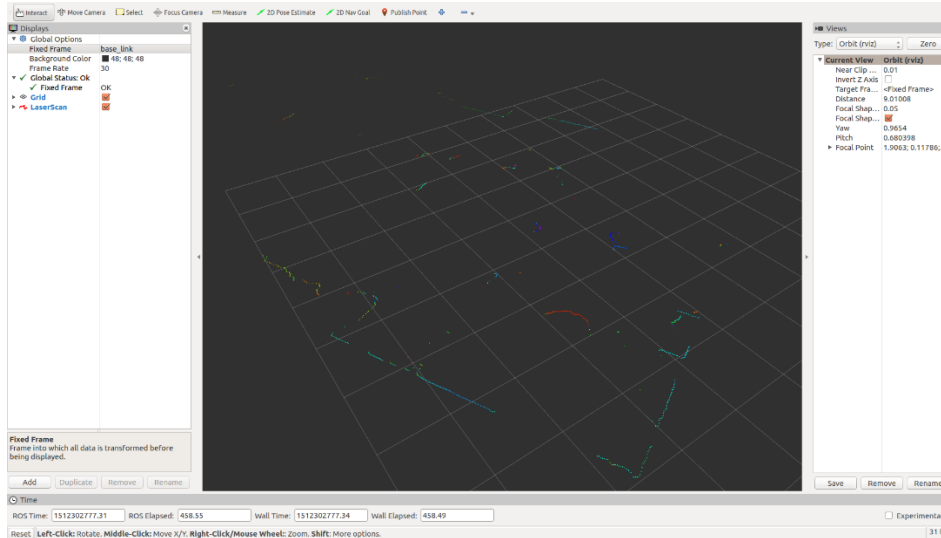 Interact Move Camera Select Focus Camera Measure 2D Pose Estimate 2D Nav Goal Publish Point
Displays
Global Options
Fixed Frame base_link
Background Color 48; 48; 48
Frame Rate 30
Global Status: Ok
Fixed Frame OK
Grid
LaserScan
Fixed Frame
Frame into which all data is transformed before
being displayed.
Add Duplicate Remove Rename
Views
Type: Orbit (rviz) Zero
Current View Orbit (rviz)
Near Clip ... 0.01
Invert Z Axis
Target Fra... <Fixed Frame>
Distance 9.01008
Focal Shap... 0.05
Focal Shap...
Yaw 0.9654
Pitch 0.680398
Focal Point 1.9063; 0.11786;
Save Remove Rename
Time
ROS Time: 1512302777.31 ROS Elapsed: 458.55 Wall Time: 1512302777.34 Wall Elapsed: 458.49 Experimenta
Reset Left-Click: Rotate. Middle-Click: Move X/Y. Right-Click/Mouse Wheel:: Zoom. Shift: More options. 31